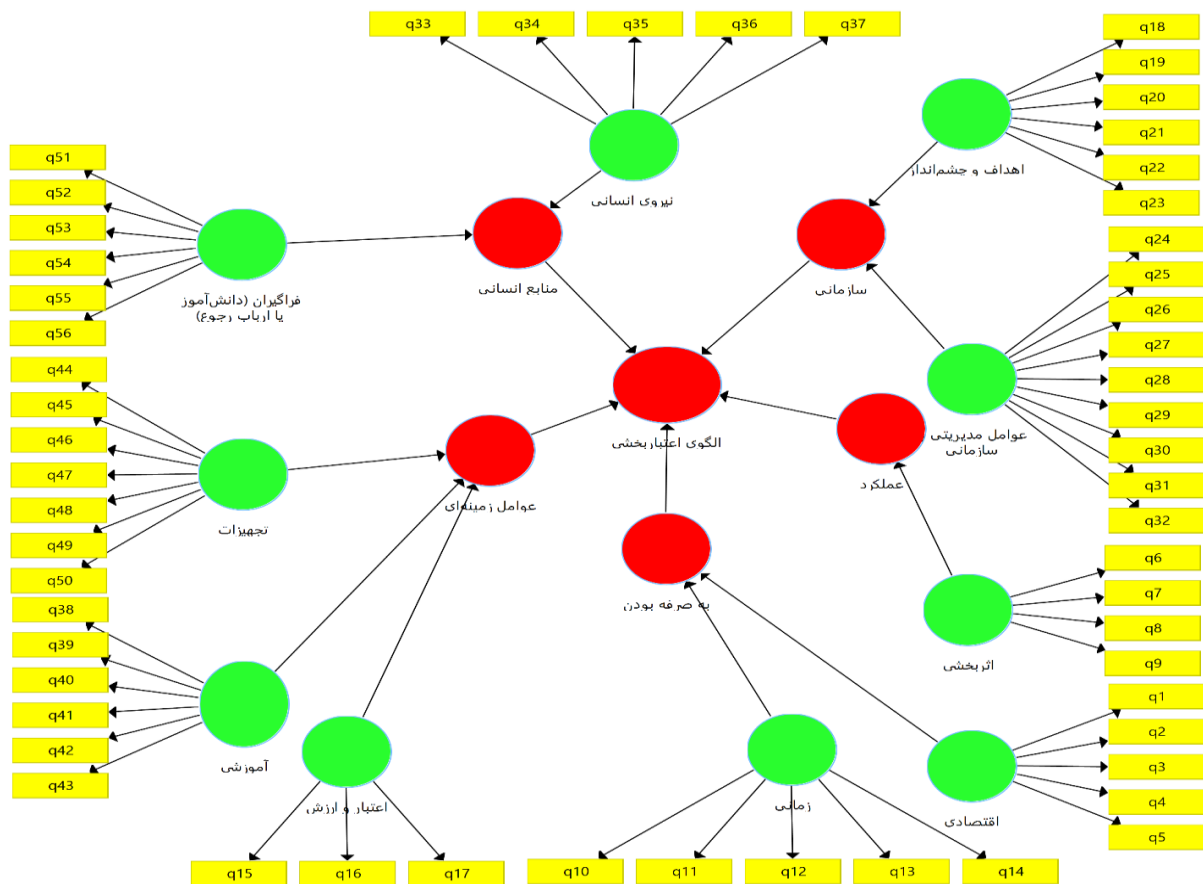 q33
q34
q35
q36
q37
q18
q19
q20
q21
q22
q23
اهداف و چشم‌انداز
نیروی انسانی
q51
q52
q53
q54
q55
q56
فراگیران (دانش‌آموز
یا ارباب رجوع)
منابع انسانی
سازمانی
q24
q25
q26
q27
q28
q29
q30
q31
q32
عوامل مدیریتی
سازمانی
q44
q45
q46
q47
q48
q49
q50
تجهیزات
عوامل زمینه‌ای
الگوی اعتباربخشی
عملکرد
به صرفه بودن
q6
q7
q8
q9
اثربخشی
q38
q39
q40
q41
q42
q43
آموزشی
اعتبار و ارزش
زمانی
اقتصادی
q1
q2
q3
q4
q5
q15
q16
q17
q10
q11
q12
q13
q14